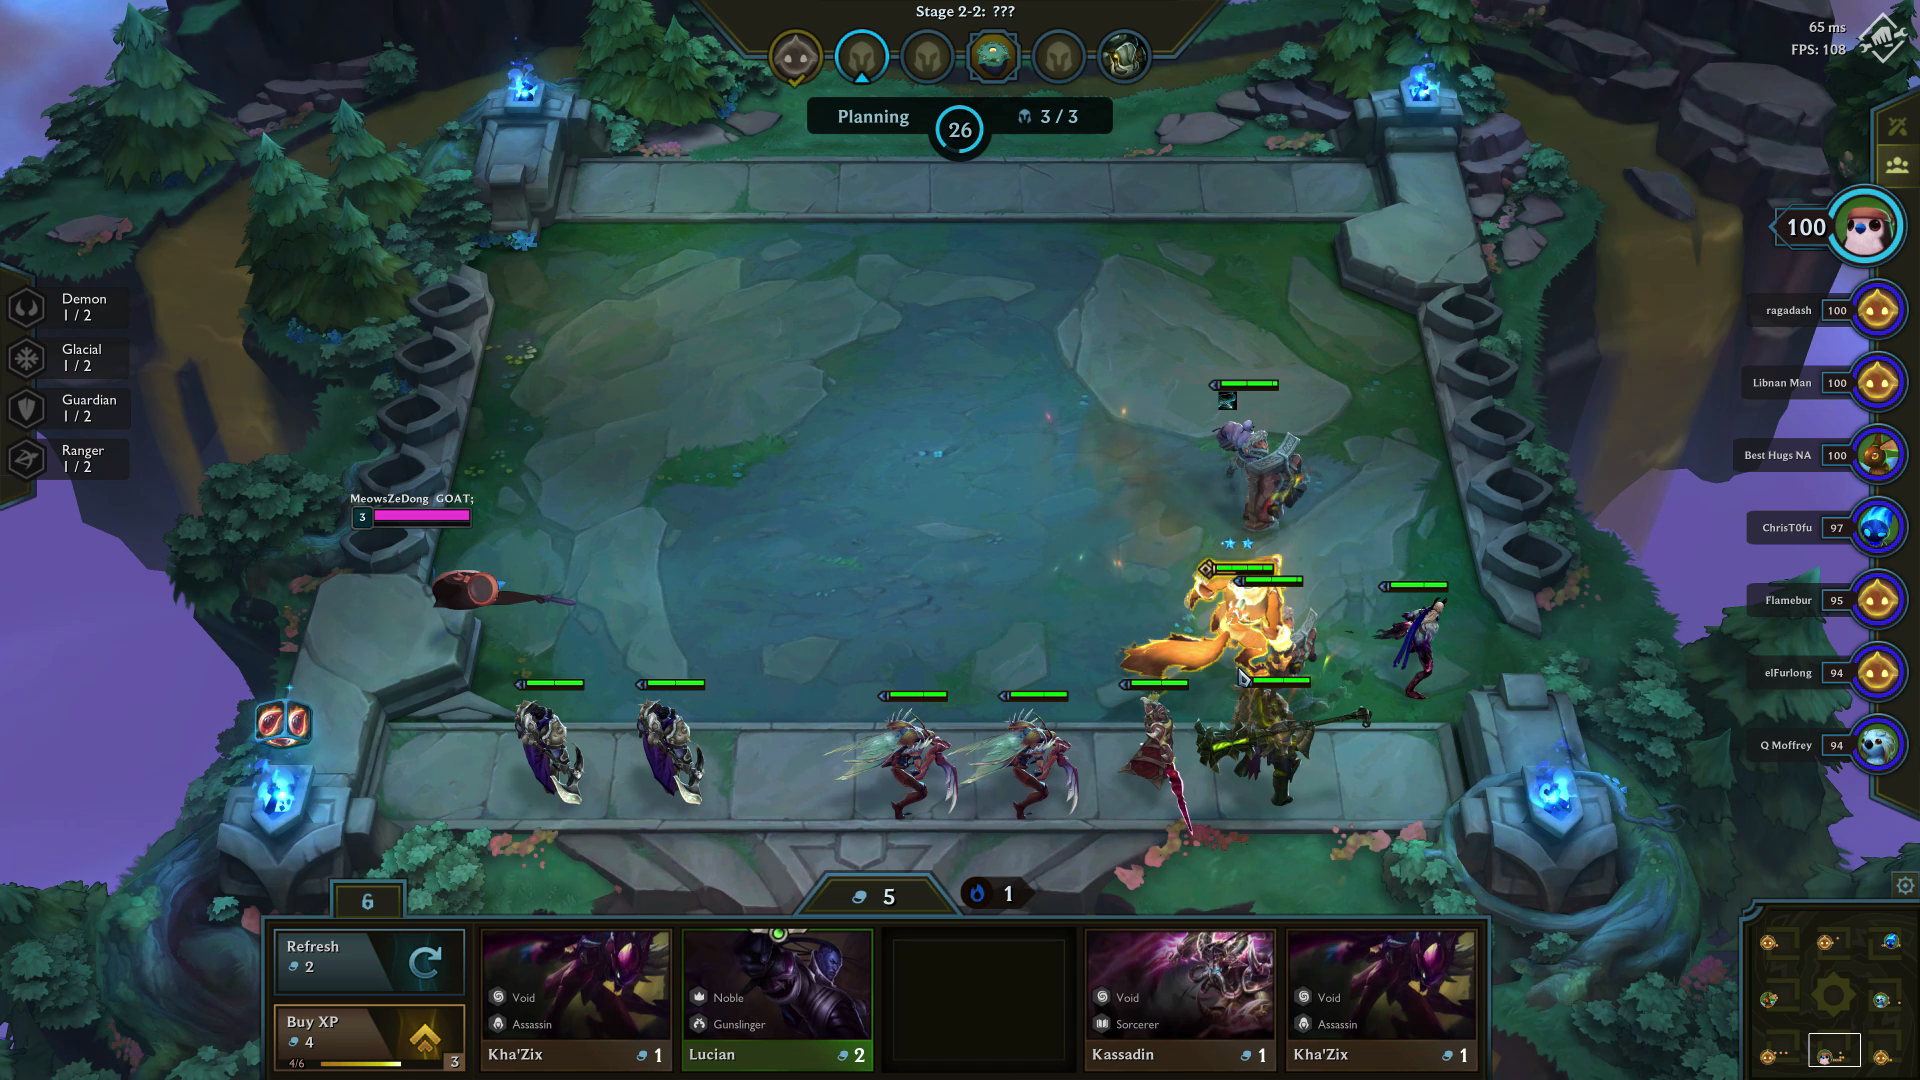 Stage 2-2: ???
65 ms
FPS: 108
Planning
26
3 / 3
100
Demon
1 / 2
Glacial
1 / 2
Guardian
1 / 2
Ranger
1 / 2
ragadash 100
Libnan Man 100
Best Hugs NA 100
ChrisT0fu 97
Flamebur 95
elFurlong 94
Q Moffrey 94
MeowsZeDong GOAT;
3
6
5
1
Refresh
2
Buy XP
4
4/6
3
Void
Assassin
Kha'Zix 1
Noble
Gunslinger
Lucian 2
Void
Sorcerer
Kassadin 1
Void
Assassin
Kha'Zix 1